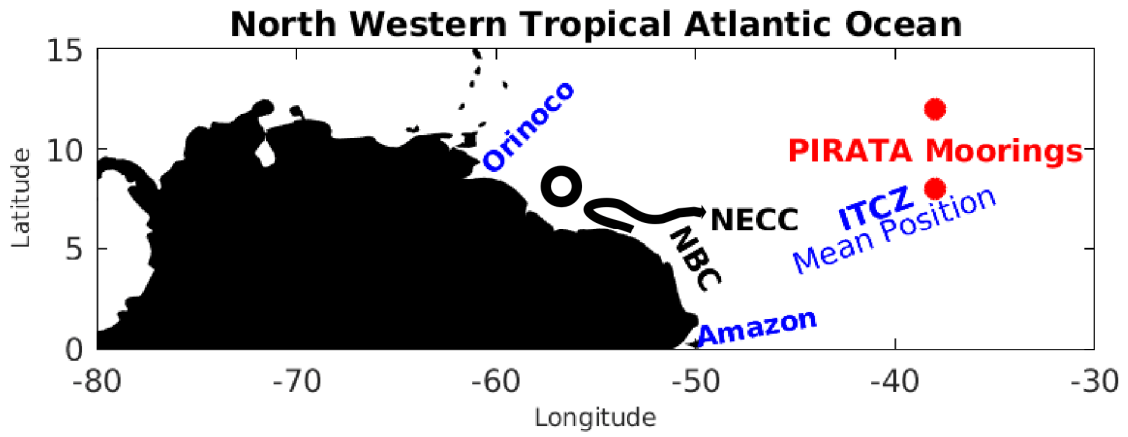 North Western Tropical Atlantic Ocean
15
10
5
0
Latitude
Orinoco
PIRATA Moorings
ITCZ
Mean Position
NECC
NBC
Amazon
-80
-70
-60
-50
-40
-30
Longitude